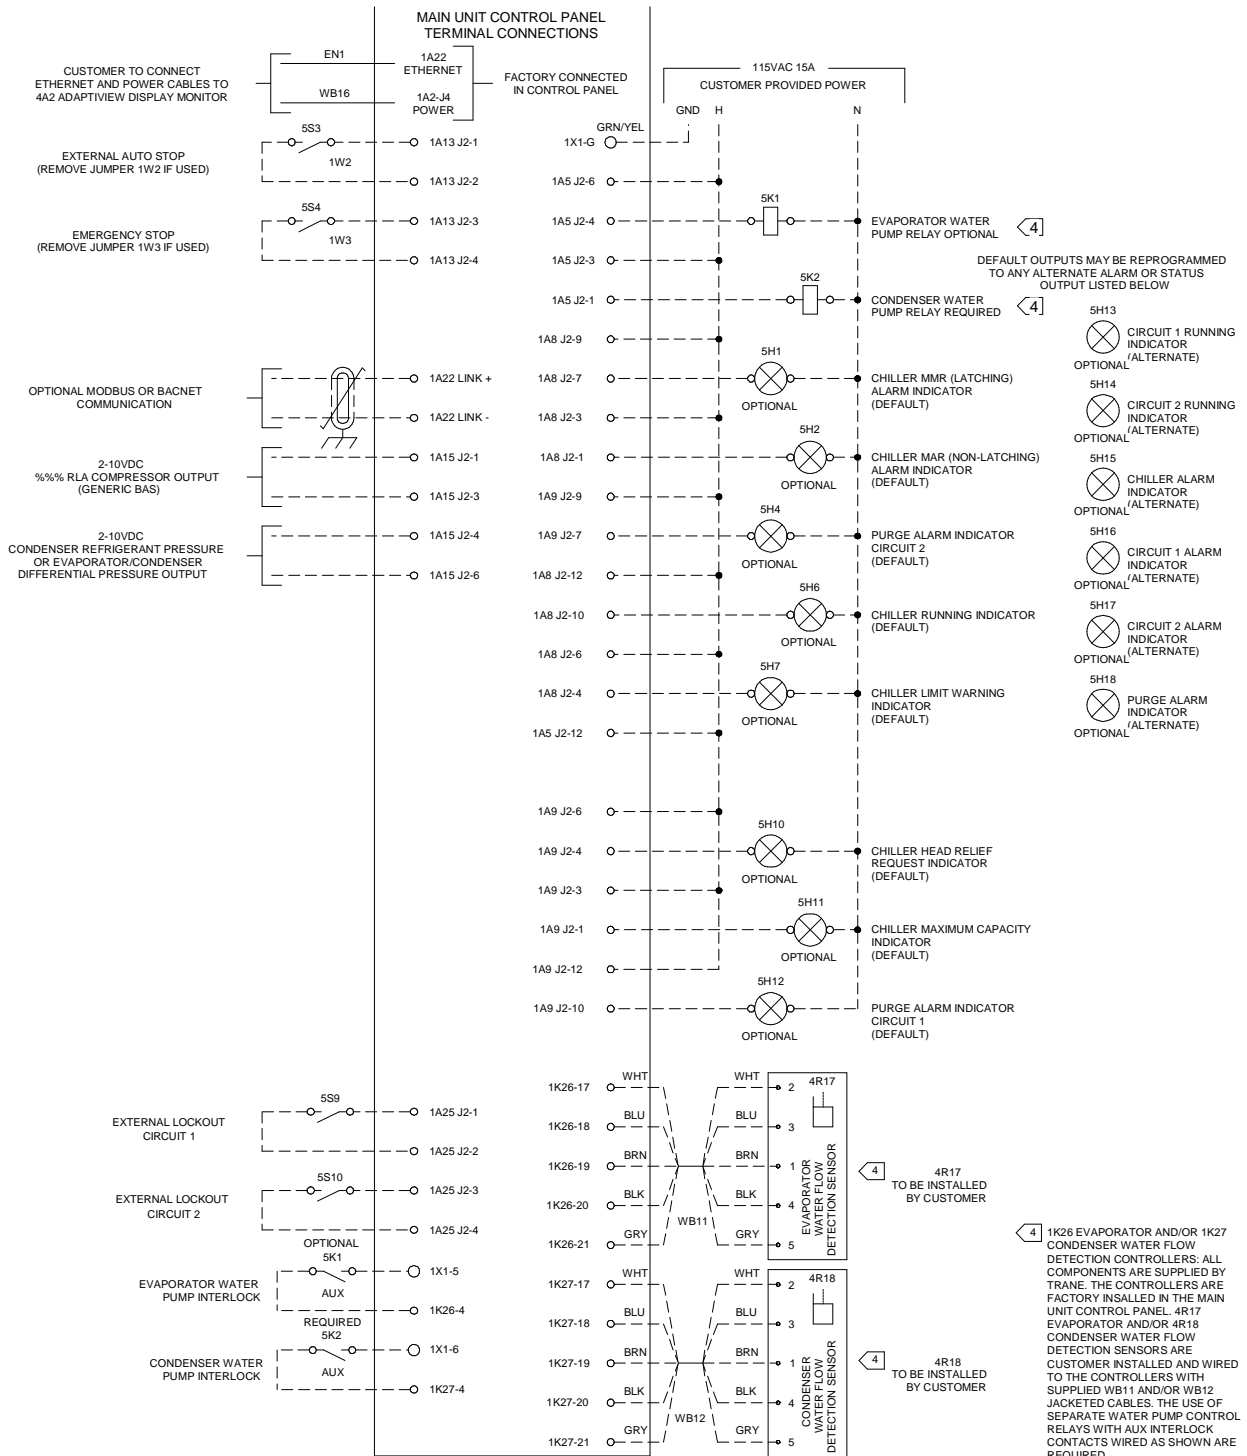 MAIN UNIT CONTROL PANEL
TERMINAL CONNECTIONS
CUSTOMER TO CONNECT
ETHERNET AND POWER CABLES TO
4A2 ADAPTIVIEW DISPLAY MONITOR
EN1
WB16
1A22
ETHERNET
1A2-J4
POWER
FACTORY CONNECTED
IN CONTROL PANEL
115VAC 15A
CUSTOMER PROVIDED POWER
GND
H
N
GRN/YEL
1X1-G
EXTERNAL AUTO STOP
(REMOVE JUMPER 1W2 IF USED)
5S3
1W2
1A13 J2-1
1A13 J2-2
EMERGENCY STOP
(REMOVE JUMPER 1W3 IF USED)
5S4
1W3
1A13 J2-3
1A13 J2-4
OPTIONAL MODBUS OR BACNET
COMMUNICATION
1A22 LINK +
1A22 LINK -
2-10VDC
%%% RLA COMPRESSOR OUTPUT
(GENERIC BAS)
1A15 J2-1
1A15 J2-3
2-10VDC
CONDENSER REFRIGERANT PRESSURE
OR EVAPORATOR/CONDENSER
DIFFERENTIAL PRESSURE OUTPUT
1A15 J2-4
1A15 J2-6
1A5 J2-6
1A5 J2-4
5K1
EVAPORATOR WATER
PUMP RELAY OPTIONAL
4
1A5 J2-3
1A5 J2-1
5K2
CONDENSER WATER
PUMP RELAY REQUIRED
4
1A8 J2-9
1A8 J2-7
5H1
OPTIONAL
CHILLER MMR (LATCHING)
ALARM INDICATOR
(DEFAULT)
1A8 J2-3
1A8 J2-1
5H2
OPTIONAL
CHILLER MAR (NON-LATCHING)
ALARM INDICATOR
(DEFAULT)
1A9 J2-9
1A9 J2-7
5H4
OPTIONAL
PURGE ALARM INDICATOR
CIRCUIT 2
(DEFAULT)
1A8 J2-12
1A8 J2-10
5H6
OPTIONAL
CHILLER RUNNING INDICATOR
(DEFAULT)
1A8 J2-6
1A8 J2-4
5H7
OPTIONAL
CHILLER LIMIT WARNING
INDICATOR
(DEFAULT)
1A5 J2-12
1A9 J2-6
1A9 J2-4
5H10
OPTIONAL
CHILLER HEAD RELIEF
REQUEST INDICATOR
(DEFAULT)
1A9 J2-3
1A9 J2-1
5H11
OPTIONAL
CHILLER MAXIMUM CAPACITY
INDICATOR
(DEFAULT)
1A9 J2-12
1A9 J2-10
5H12
OPTIONAL
PURGE ALARM INDICATOR
CIRCUIT 1
(DEFAULT)
DEFAULT OUTPUTS MAY BE REPROGRAMMED
TO ANY ALTERNATE ALARM OR STATUS
OUTPUT LISTED BELOW
5H13
OPTIONAL
CIRCUIT 1 RUNNING
INDICATOR
(ALTERNATE)
5H14
OPTIONAL
CIRCUIT 2 RUNNING
INDICATOR
(ALTERNATE)
5H15
OPTIONAL
CHILLER ALARM
INDICATOR
(ALTERNATE)
5H16
OPTIONAL
CIRCUIT 1 ALARM
INDICATOR
(ALTERNATE)
5H17
OPTIONAL
CIRCUIT 2 ALARM
INDICATOR
(ALTERNATE)
5H18
OPTIONAL
PURGE ALARM
INDICATOR
(ALTERNATE)
EXTERNAL LOCKOUT
CIRCUIT 1
5S9
1A25 J2-1
1A25 J2-2
EXTERNAL LOCKOUT
CIRCUIT 2
5S10
1A25 J2-3
1A25 J2-4
EVAPORATOR WATER
PUMP INTERLOCK
OPTIONAL
5K1
AUX
1X1-5
1K26-4
CONDENSER WATER
PUMP INTERLOCK
REQUIRED
5K2
AUX
1X1-6
1K27-4
1K26-17
WHT
WHT
2
1K26-18
BLU
BLU
3
1K26-19
BRN
BRN
1
1K26-20
BLK
BLK
4
1K26-21
GRY
GRY
5
WB11
4R17
EVAPORATOR
WATER FLOW
DETECTION SENSOR
4
4R17
TO BE INSTALLED
BY CUSTOMER
1K27-17
WHT
WHT
2
1K27-18
BLU
BLU
3
1K27-19
BRN
BRN
1
1K27-20
BLK
BLK
4
1K27-21
GRY
GRY
5
WB12
4R18
CONDENSER
WATER FLOW
DETECTION SENSOR
4
4R18
TO BE INSTALLED
BY CUSTOMER
4 1K26 EVAPORATOR AND/OR 1K27
CONDENSER WATER FLOW
DETECTION CONTROLLERS: ALL
COMPONENTS ARE SUPPLIED BY
TRANE. THE CONTROLLERS ARE
FACTORY INSALLED IN THE MAIN
UNIT CONTROL PANEL. 4R17
EVAPORATOR AND/OR 4R18
CONDENSER WATER FLOW
DETECTION SENSORS ARE
CUSTOMER INSTALLED AND WIRED
TO THE CONTROLLERS WITH
SUPPLIED WB11 AND/OR WB12
JACKETED CABLES. THE USE OF
SEPARATE WATER PUMP CONTROL
RELAYS WITH AUX INTERLOCK
CONTACTS WIRED AS SHOWN ARE
REQUIRED